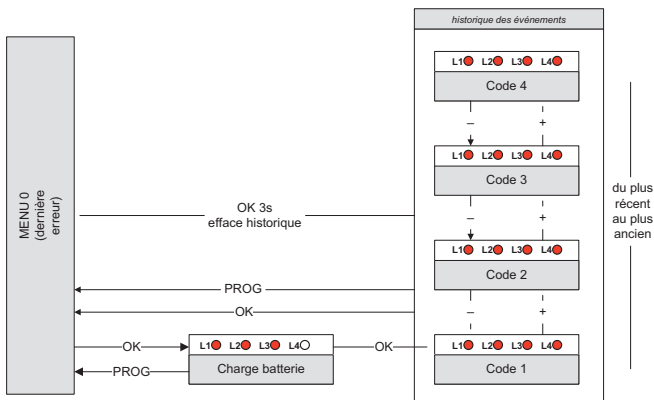 historique des événements
L1 L2 L3 L4
Code 4
– +
L1 L2 L3 L4
Code 3
– +
L1 L2 L3 L4
Code 2
– +
L1 L2 L3 L4
Code 1
du plus
récent
au plus
ancien
MENU 0
(dernière
erreur)
OK 3s
efface historique
PROG
OK
OK
L1 L2 L3 L4
Charge batterie
OK
PROG